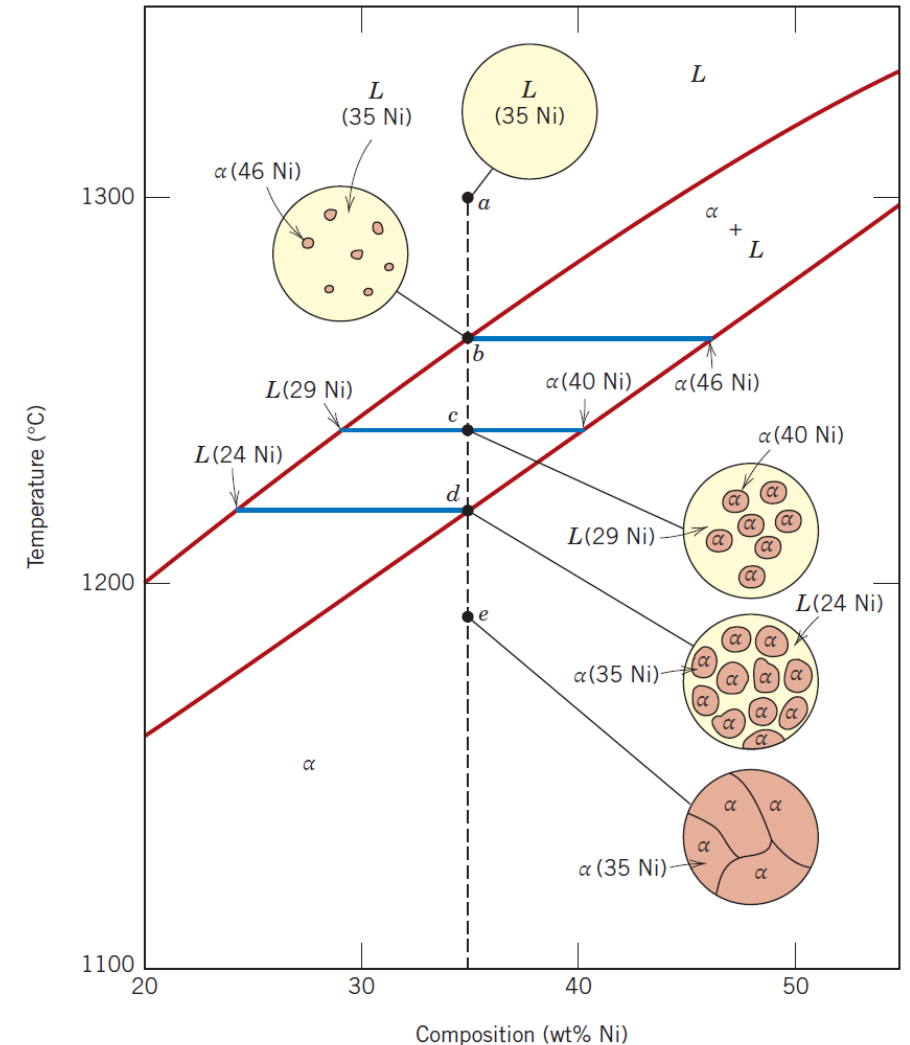 L
L
(35 Ni)
L
(35 Ni)
α(46 Ni)
1300
a
α
+
L
b
L(29 Ni)
α(40 Ni)
α(46 Ni)
c
α(40 Ni)
L(24 Ni)
d
α α
α α
α α
α
L(29 Ni)
Temperature (°C)
1200
e
L(24 Ni)
α α
α
α α α
α
α α α
α
α(35 Ni)
α
α α
α
α
α(35 Ni)
1100
20 30 40 50
Composition (wt% Ni)